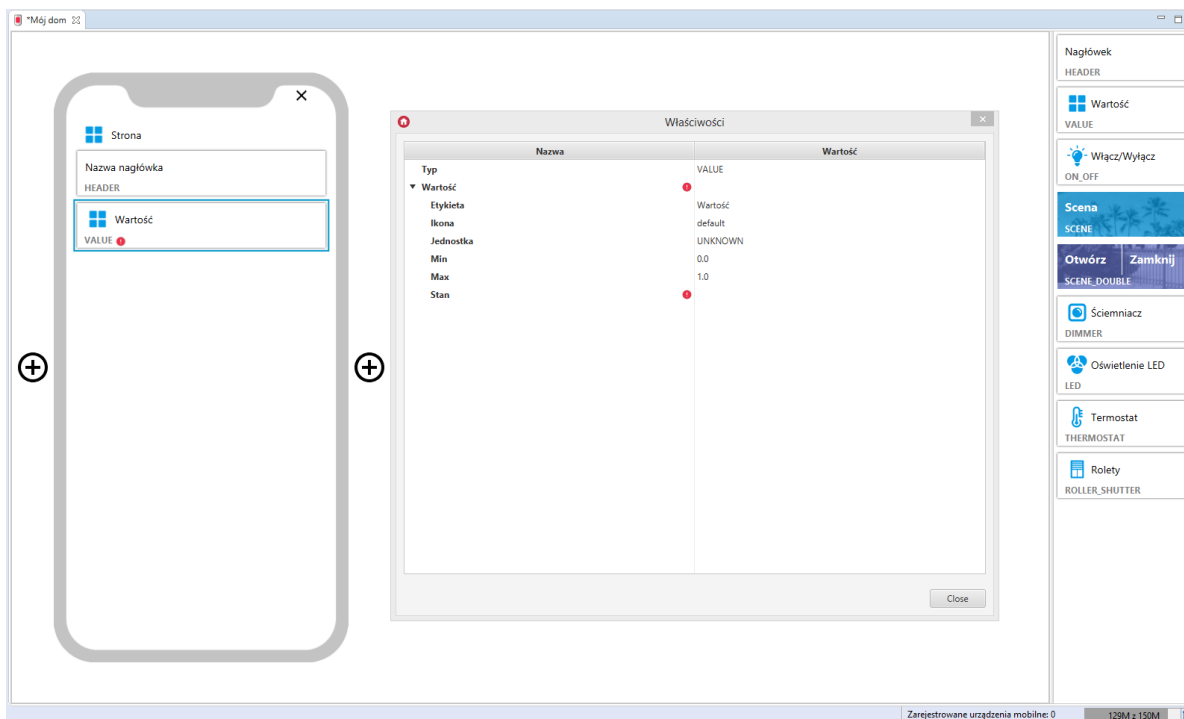 *Mój dom
Strona
Nazwa nagłówka
HEADER
Wartość
VALUE
Właściwości
Nazwa Wartość
Typ VALUE
Wartość
Etykieta Wartość
Ikona default
Jednostka UNKNOWN
Min 0.0
Max 1.0
Stan
Close
Nagłówek
HEADER
Wartość
VALUE
Włącz/Wyłącz
ON_OFF
Scena
SCENE
Otwórz Zamknij
SCENE_DOUBLE
Ściemniacz
DIMMER
Oświetlenie LED
LED
Termostat
THERMOSTAT
Rolety
ROLLER_SHUTTER
Zarejestrowane urządzenia mobilne: 0 129M z 150M